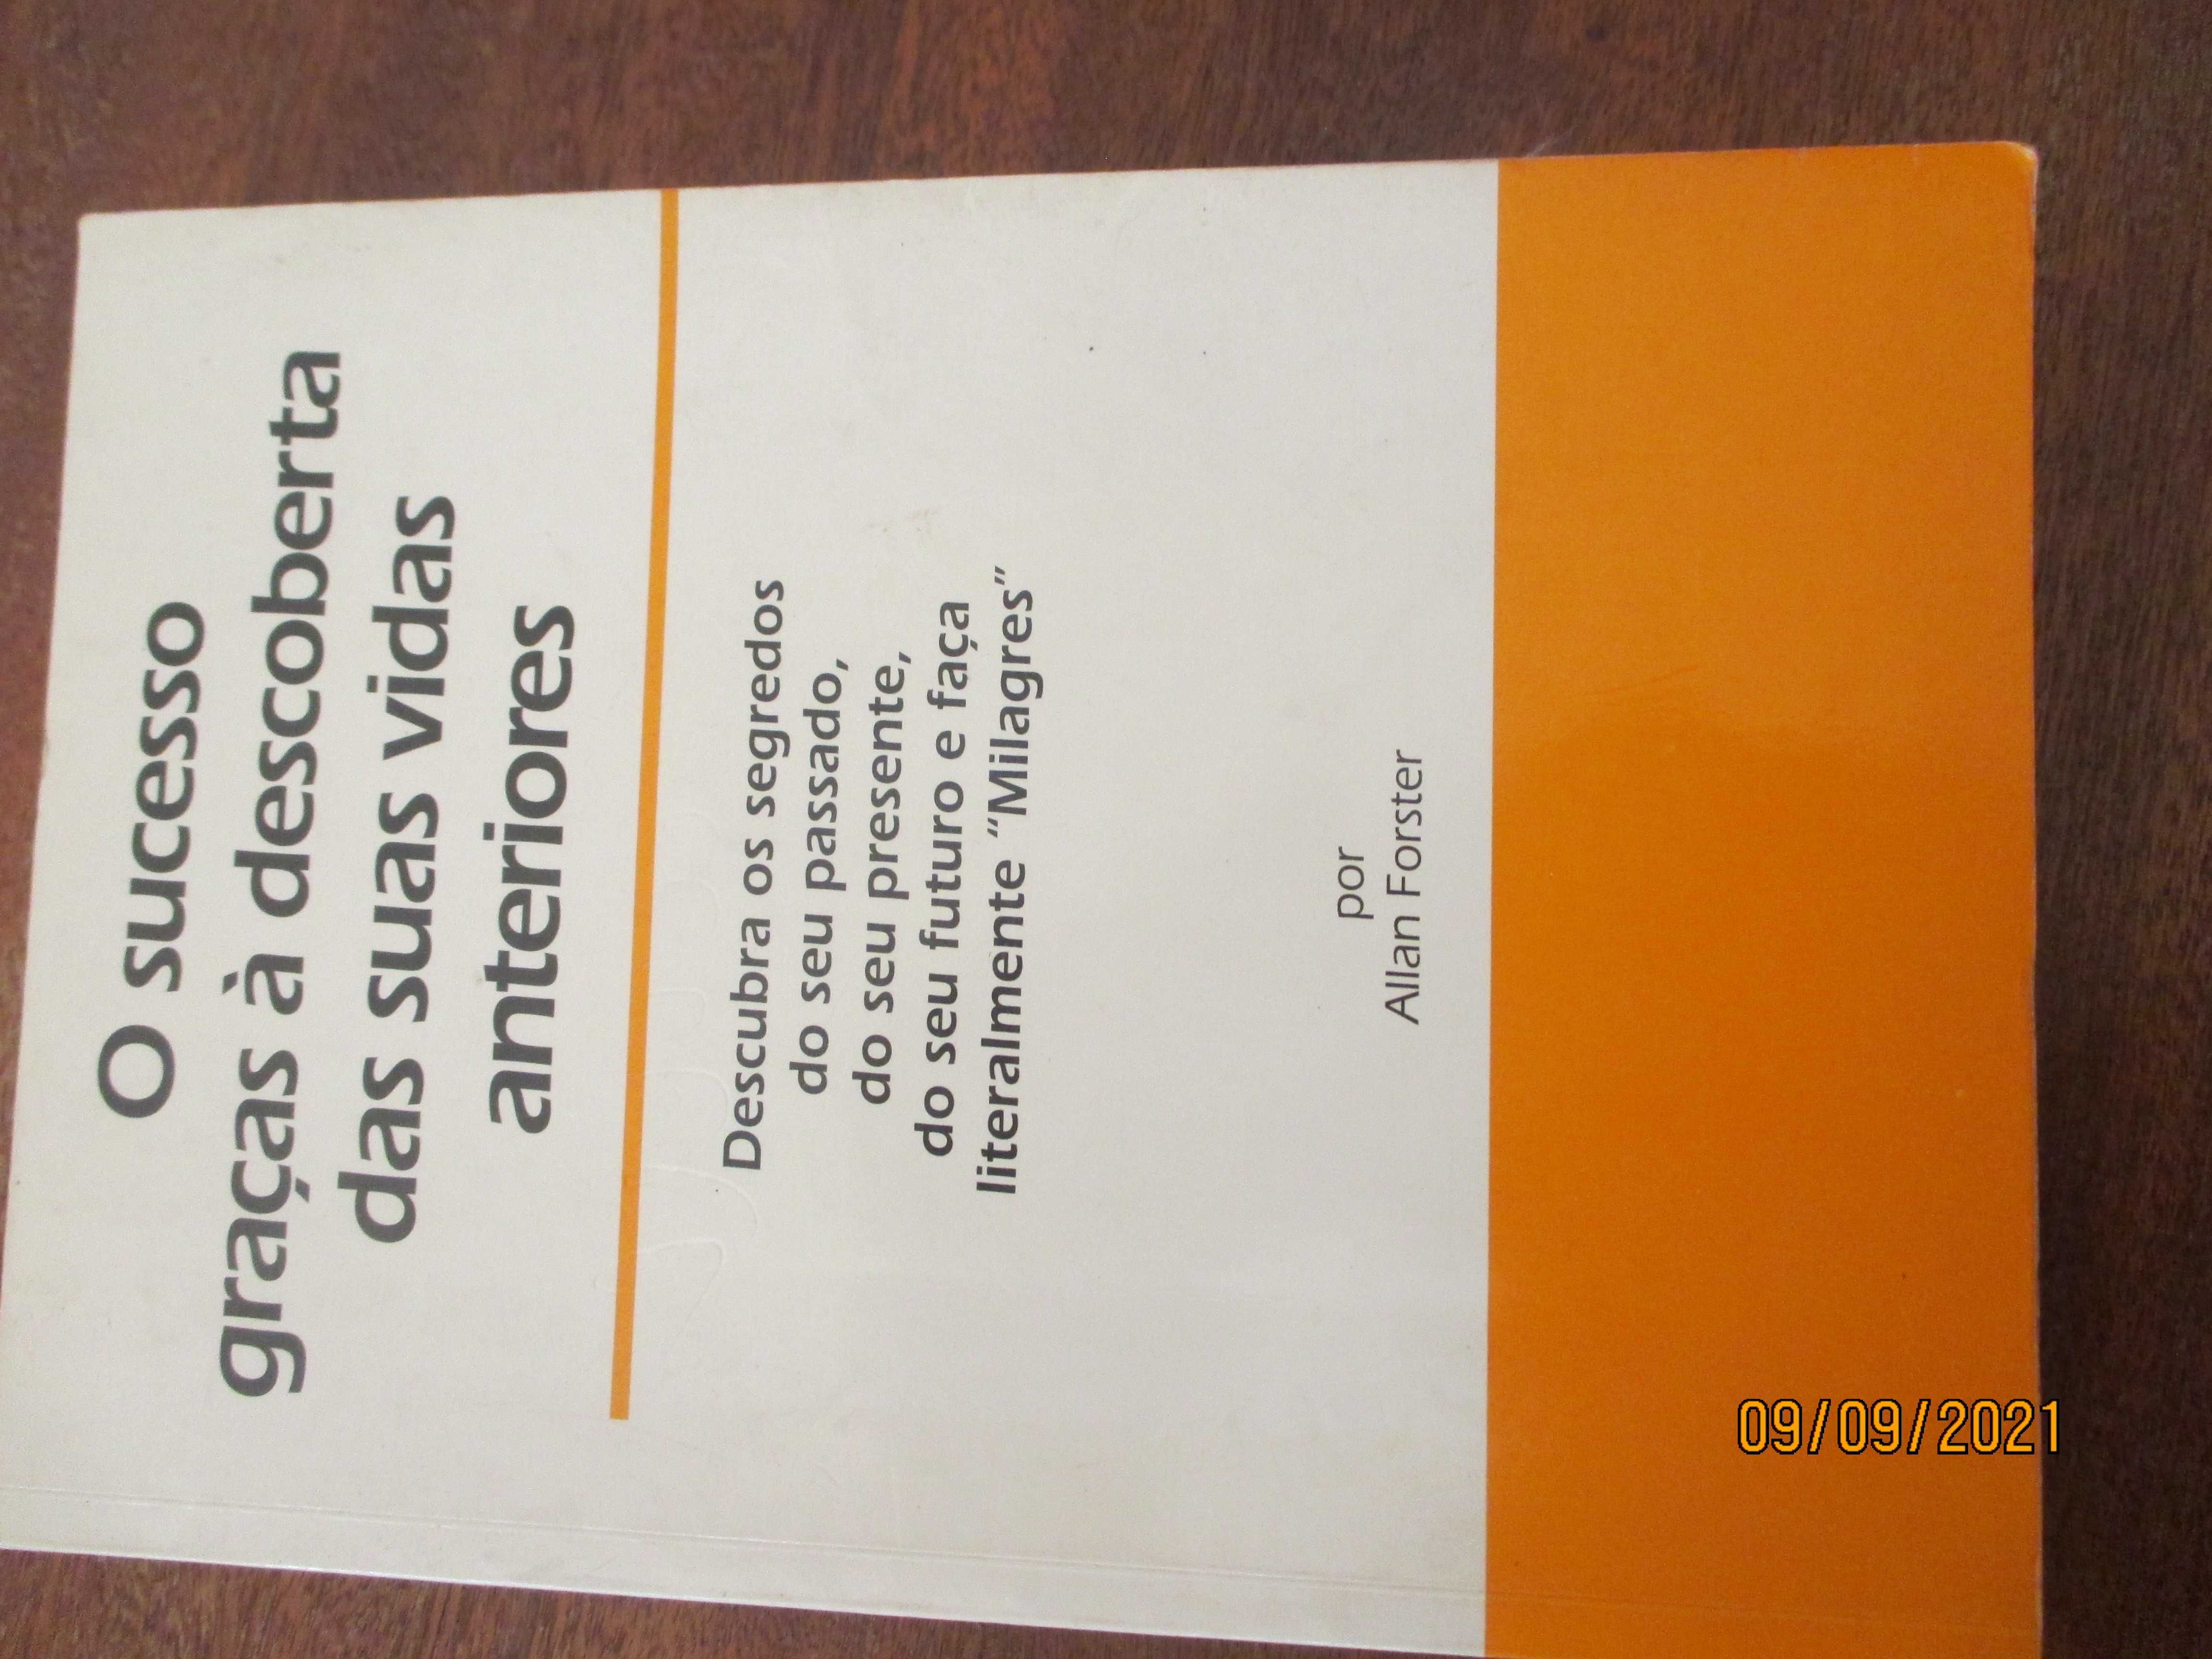 O sucesso
graças à descoberta
das suas vidas
anteriores
Descubra os segredos
do seu passado,
do seu presente,
do seu futuro e faça
literalmente “Milagres”
por
Allan Forster
09/09/2021